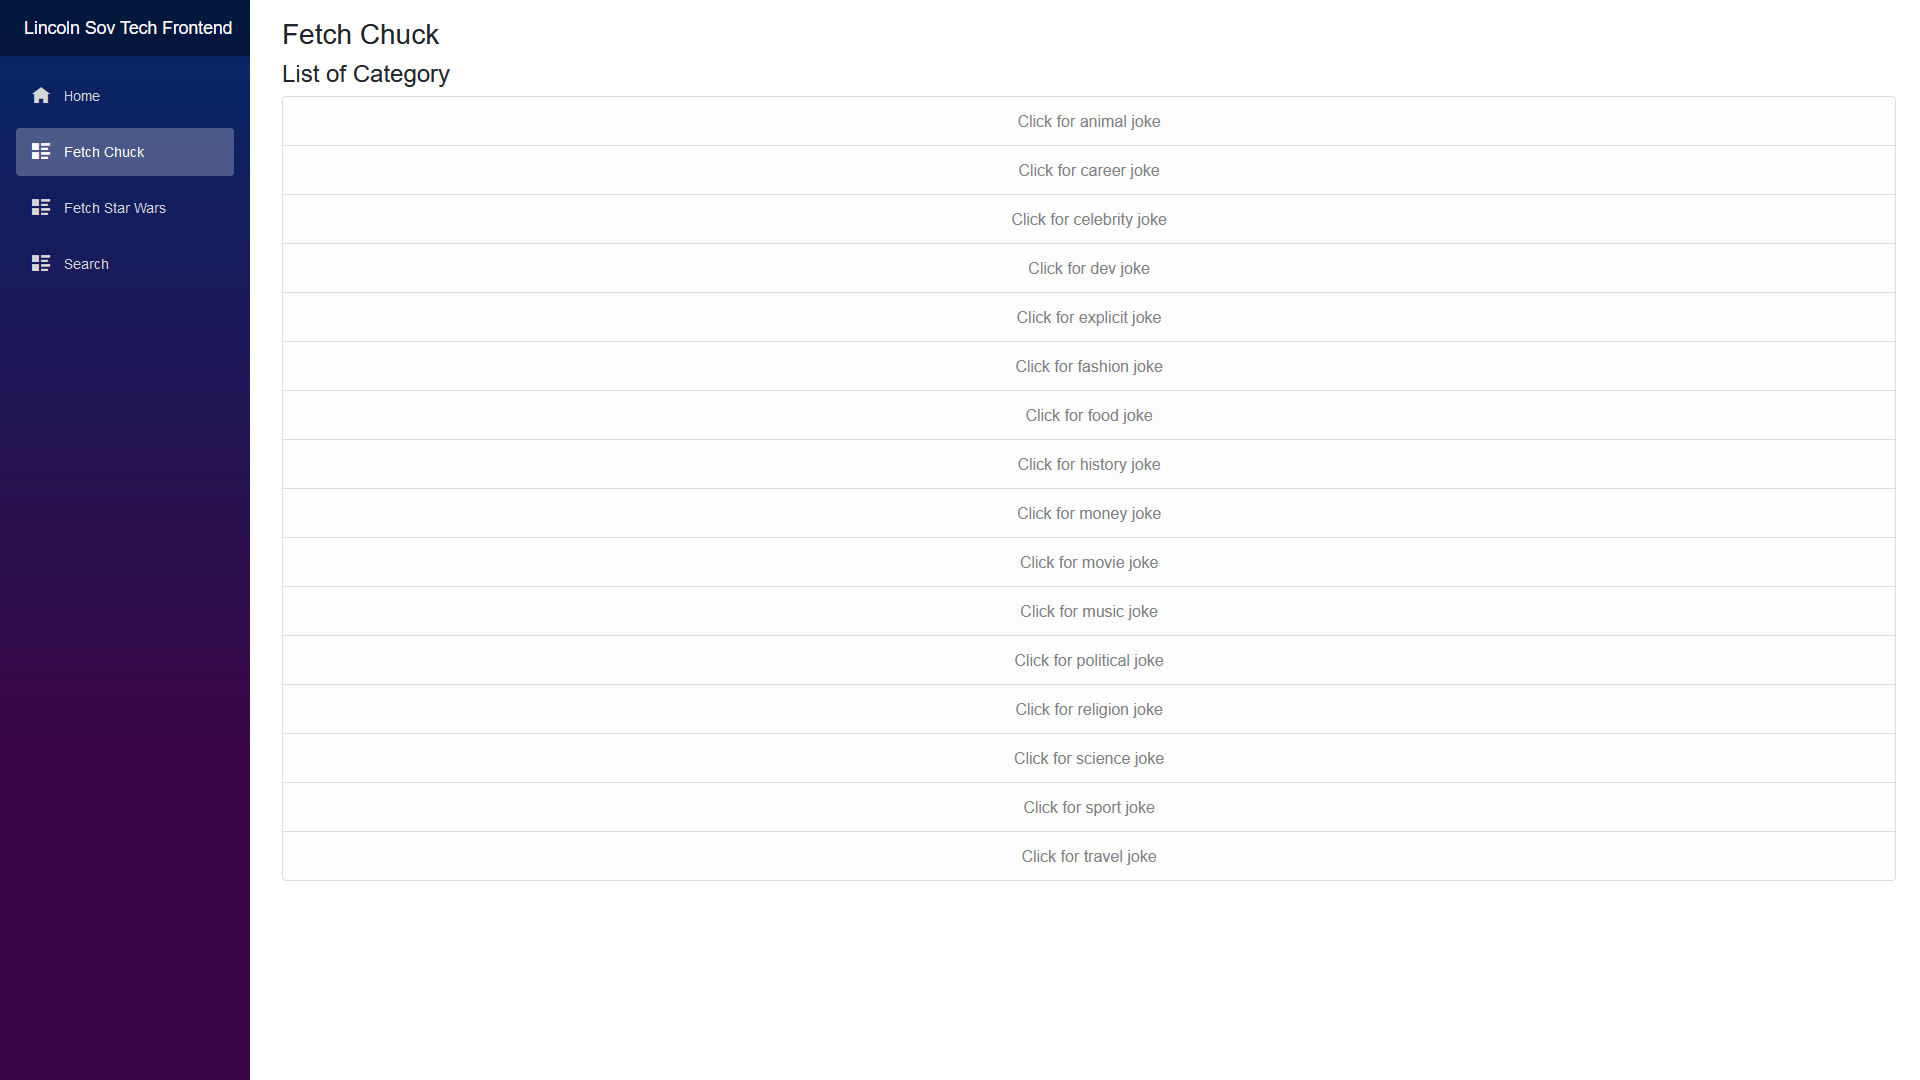 Lincoln Sov Tech Frontend
Home
Fetch Chuck
Fetch Star Wars
Search
Fetch Chuck
List of Category
Click for animal joke
Click for career joke
Click for celebrity joke
Click for dev joke
Click for explicit joke
Click for fashion joke
Click for food joke
Click for history joke
Click for money joke
Click for movie joke
Click for music joke
Click for political joke
Click for religion joke
Click for science joke
Click for sport joke
Click for travel joke